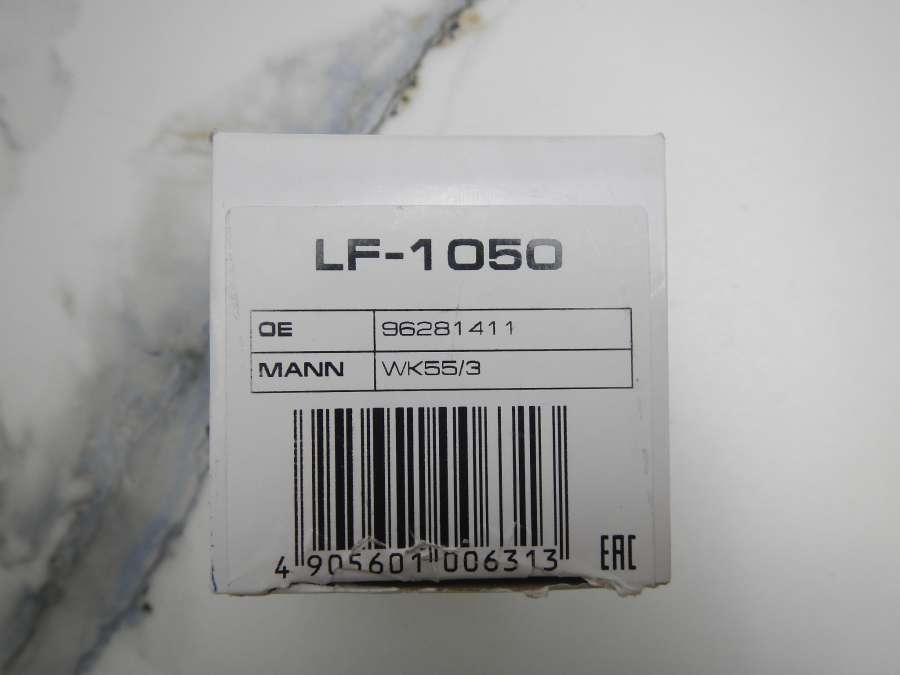 LF-1050
OE 96281411
MANN WK55/3
4 905601 006313 EAC